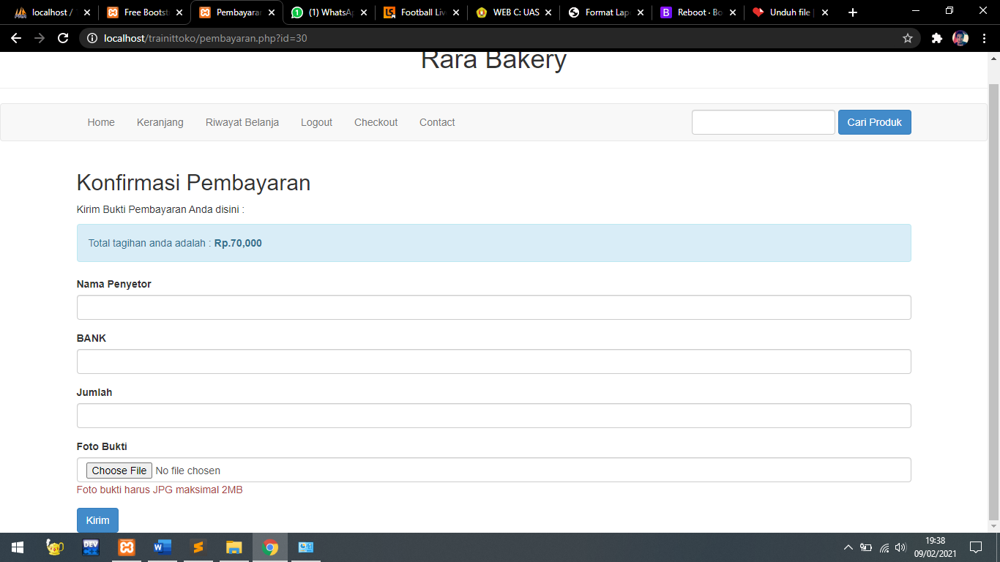 localhost /
Free Bootst
Pembayaran
(1) WhatsAp
Football Liv
WEB C: UAS
Format Lap
Reboot · Bo
Unduh file |
localhost/trainittoko/pembayaran.php?id=30
Rara Bakery
Home Keranjang Riwayat Belanja Logout Checkout Contact Cari Produk
Konfirmasi Pembayaran
Kirim Bukti Pembayaran Anda disini :
Total tagihan anda adalah : Rp.70,000
Nama Penyetor
BANK
Jumlah
Foto Bukti
Choose File No file chosen
Foto bukti harus JPG maksimal 2MB
Kirim
DEV
19:38
09/02/2021